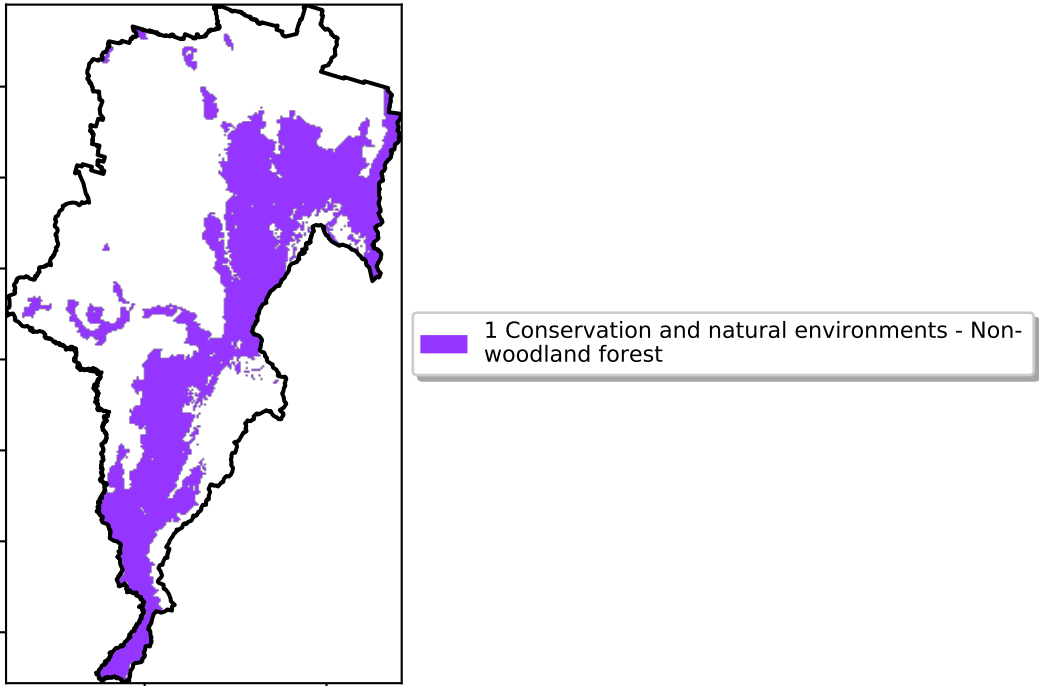 1 Conservation and natural environments - Non-
woodland forest